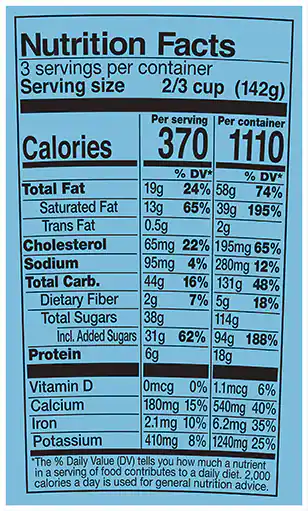 Nutrition Facts
3 servings per container
Serving size 2/3 cup (142g)
Per serving Per container
Calories 370 1110
% DV* % DV*
Total Fat 19g 24% 58g 74%
Saturated Fat 13g 65% 39g 195%
Trans Fat 0.5g 2g
Cholesterol 65mg 22% 195mg 65%
Sodium 95mg 4% 280mg 12%
Total Carb. 44g 16% 131g 48%
Dietary Fiber 2g 7% 5g 18%
Total Sugars 38g 114g
Incl. Added Sugars 31g 62% 94g 188%
Protein 6g 18g
Vitamin D 0mcg 0% 1.1mcg 6%
Calcium 180mg 15% 540mg 40%
Iron 2.1mg 10% 6.2mg 35%
Potassium 410mg 8% 1240mg 25%
*The % Daily Value (DV) tells you how much a nutrient
in a serving of food contributes to a daily diet. 2,000
calories a day is used for general nutrition advice.